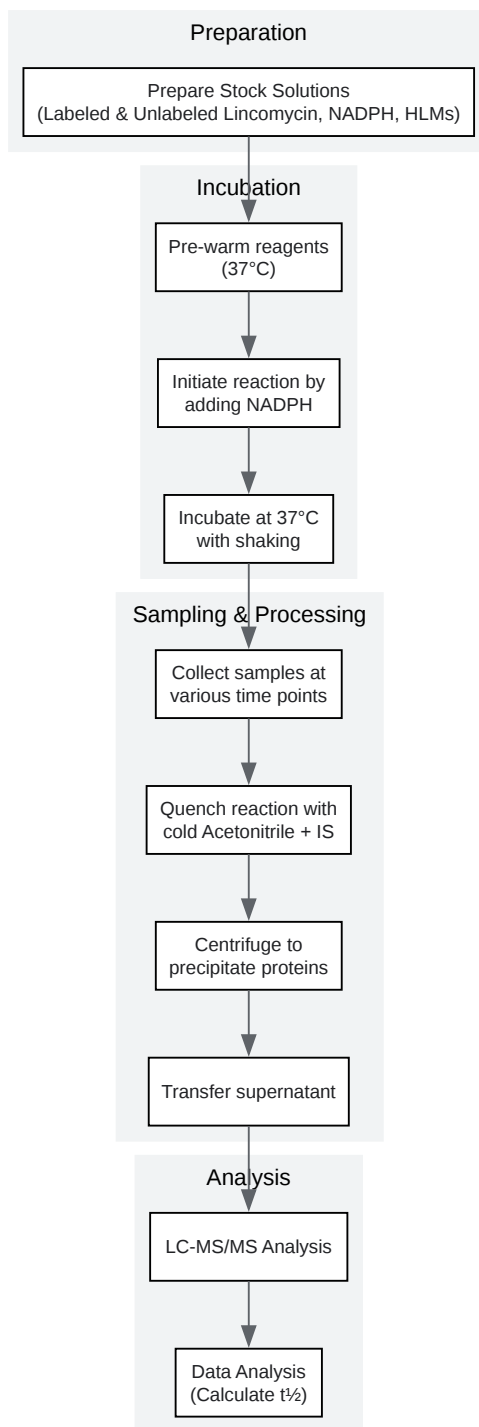 Preparation
Prepare Stock Solutions
(Labeled & Unlabeled Lincomycin, NADPH, HLMs)
Incubation
Pre-warm reagents
(37°C)
Initiate reaction by
adding NADPH
Incubate at 37°C
with shaking
Sampling & Processing
Collect samples at
various time points
Quench reaction with
cold Acetonitrile + IS
Centrifuge to
precipitate proteins
Transfer supernatant
Analysis
LC-MS/MS Analysis
Data Analysis
(Calculate t½)